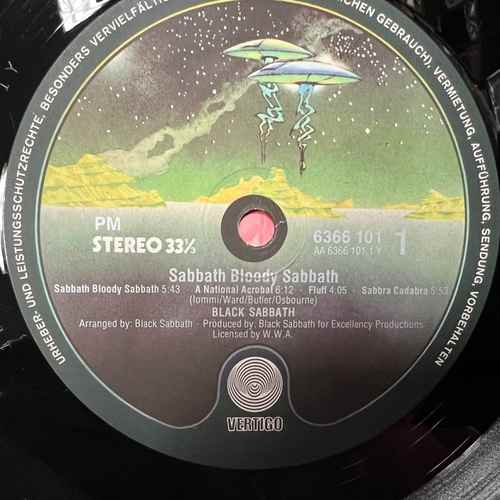 URHEBER UND LEISTUNGSSCHUTZRECHTE, BESONDERS VERVIELFÄLTI
ICHEN GEBRAUCH), VERMIETUNG, AUFFÜHRUNG, SENDUNG, VORBEHALTEN
PM
STEREO 33⅓
6366 101 1
AA 6366 101 1 Y
Sabbath Bloody Sabbath
Sabbath Bloody Sabbath 5:43 · A National Acrobat 6:12 · Fluff 4:05 · Sabbra Cadabra 5:53
(Iommi/Ward/Butler/Osbourne)
BLACK SABBATH
Arranged by: Black Sabbath · Produced by: Black Sabbath for Excellency Productions
Licensed by W.W.A.
VERTIGO